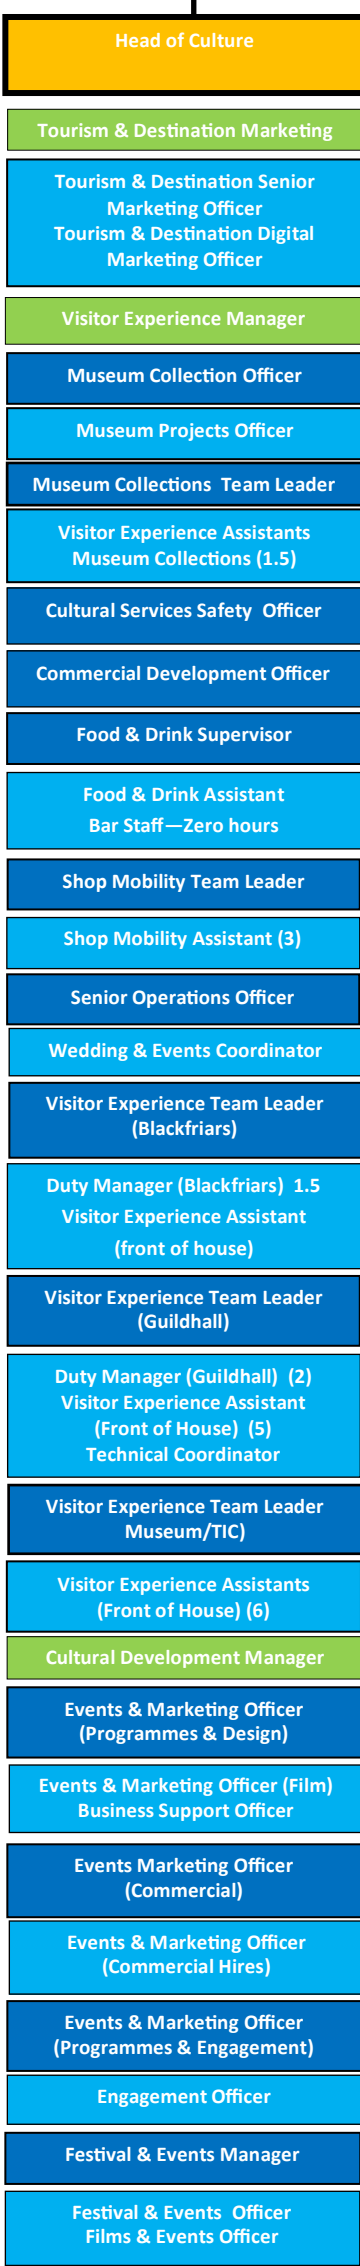 Head of Culture
Tourism & Destination Marketing
Tourism & Destination Senior
Marketing Officer
Tourism & Destination Digital
Marketing Officer
Visitor Experience Manager
Museum Collection Officer
Museum Projects Officer
Museum Collections  Team Leader
Visitor Experience Assistants
Museum Collections (1.5)
Cultural Services Safety  Officer
Commercial Development Officer
Food & Drink Supervisor
Food & Drink Assistant
Bar Staff—Zero hours
Shop Mobility Team Leader
Shop Mobility Assistant (3)
Senior Operations Officer
Wedding & Events Coordinator
Visitor Experience Team Leader
(Blackfriars)
Duty Manager (Blackfriars)  1.5
Visitor Experience Assistant
(front of house)
Visitor Experience Team Leader
(Guildhall)
Duty Manager (Guildhall)  (2)
Visitor Experience Assistant
(Front of House)  (5)
Technical Coordinator
Visitor Experience Team Leader
Museum/TIC)
Visitor Experience Assistants
(Front of House) (6)
Cultural Development Manager
Events & Marketing Officer
(Programmes & Design)
Events & Marketing Officer (Film)
Business Support Officer
Events Marketing Officer
(Commercial)
Events & Marketing Officer
(Commercial Hires)
Events & Marketing Officer
(Programmes & Engagement)
Engagement Officer
Festival & Events Manager
Festival & Events  Officer
Films & Events Officer